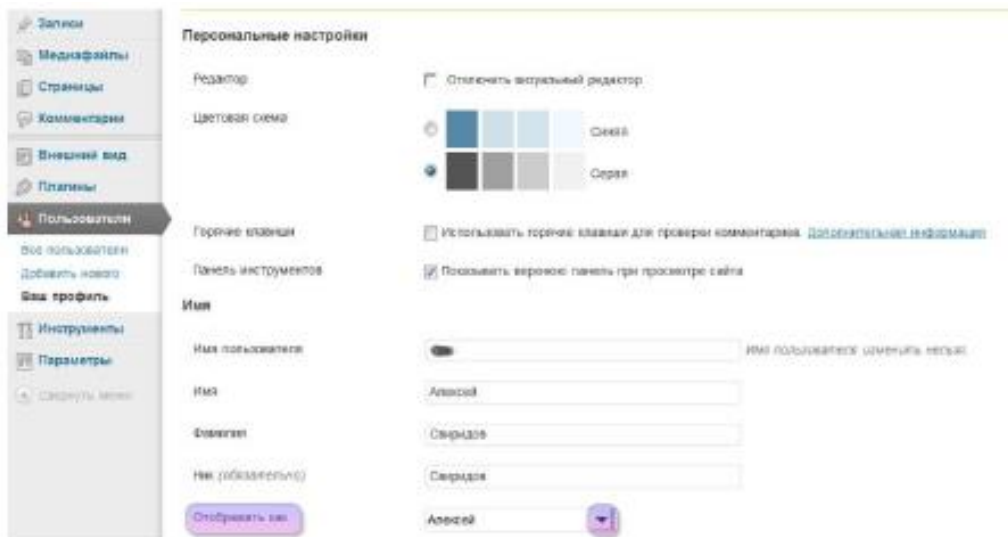 Записи
Медиафайлы
Страницы
Комментарии
Внешний вид
Плагины
Пользователи
Все пользователи
Добавить нового
Ваш профиль
Инструменты
Параметры
Свернуть меню
Персональные настройки
Редактор
Отключить визуальный редактор
Цветовая схема
Синяя
Серая
Горячие клавиши
Использовать горячие клавиши для проверки комментариев. Дополнительная информация
Панель инструментов
Показывать верхнюю панель при просмотре сайта
Имя
Имя пользователя
Имя пользователя изменить нельзя.
Имя
Алексей
Фамилия
Свиридов
Ник (обязательно)
Свиридов
Отображать как
Алексей